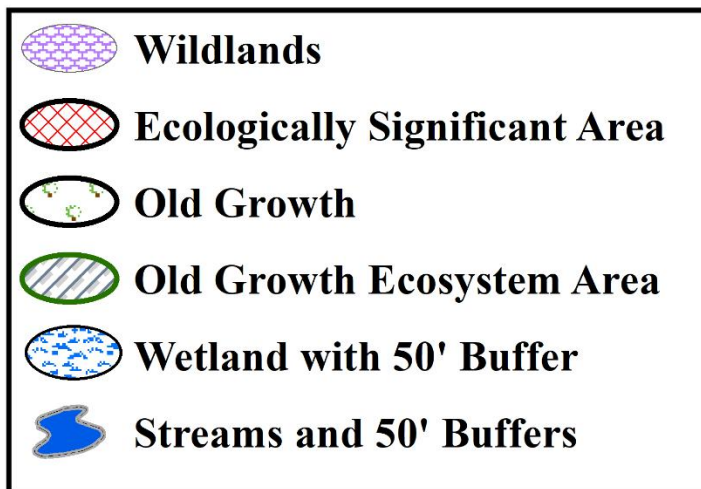 Wildlands
Ecologically Significant Area
Old Growth
Old Growth Ecosystem Area
Wetland with 50' Buffer
Streams and 50' Buffers